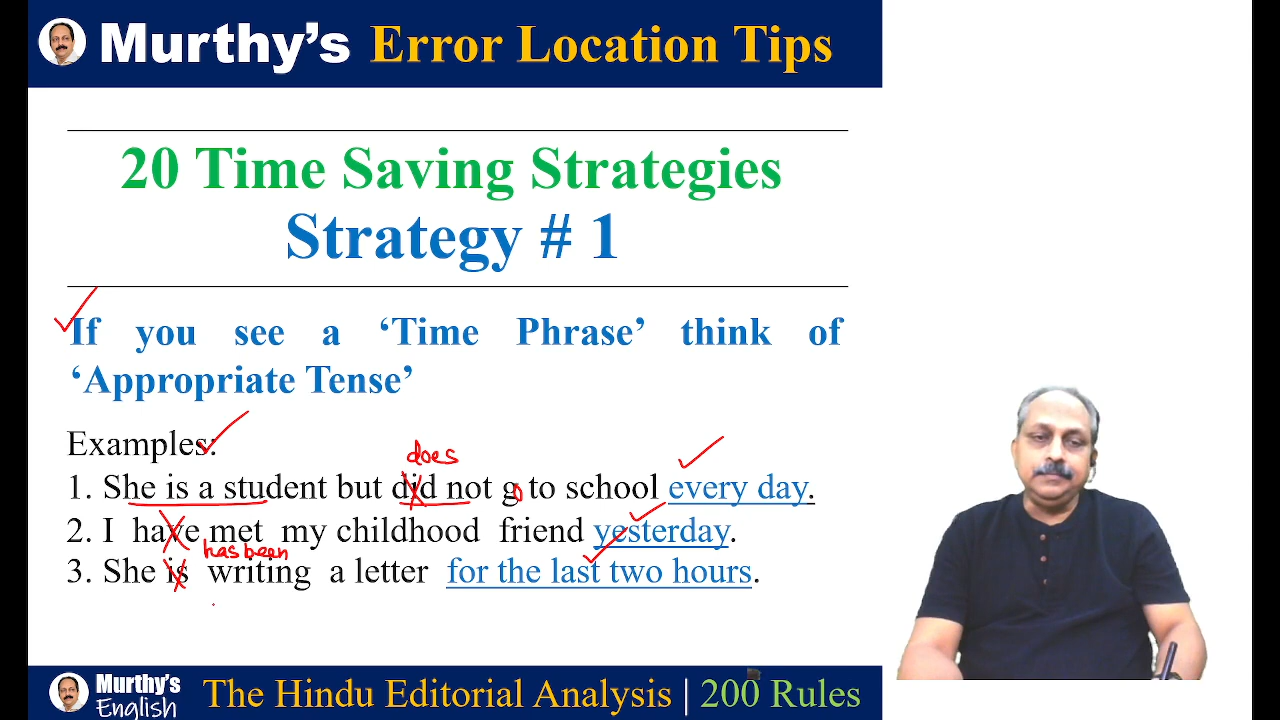 Murthy's Error Location Tips
20 Time Saving Strategies
Strategy # 1
If you see a ‘Time Phrase’ think of
‘Appropriate Tense’
Examples:
does
1. She is a student but did not go to school every day.
2. I have met my childhood friend yesterday.
has been
3. She is writing a letter for the last two hours.
Murthy's
English
The Hindu Editorial Analysis | 200 Rules